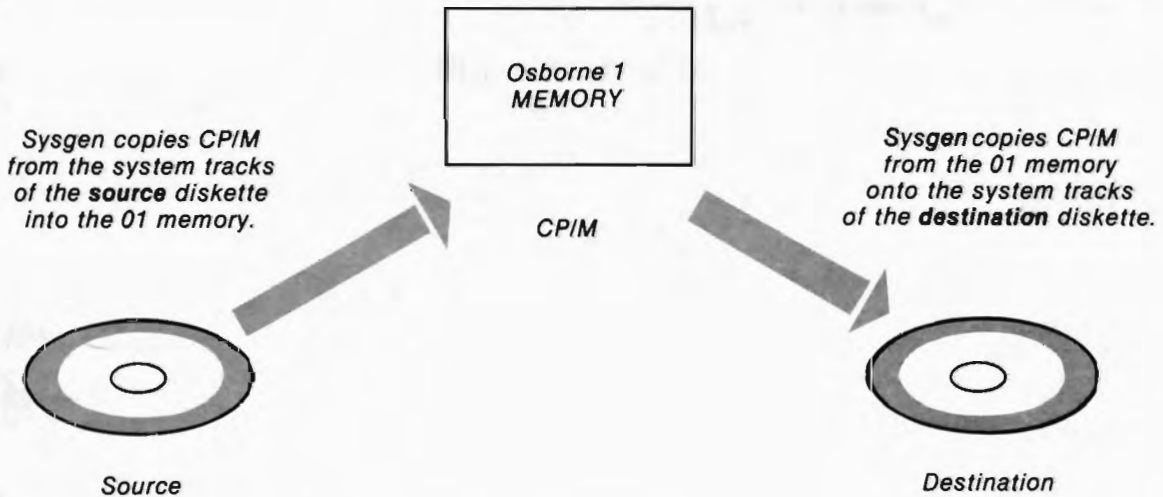 Osborne 1
MEMORY
Sysgen copies CP/M
from the system tracks
of the source diskette
into the 01 memory.
CP/M
Sysgen copies CP/M
from the 01 memory
onto the system tracks
of the destination diskette.
Source
Destination